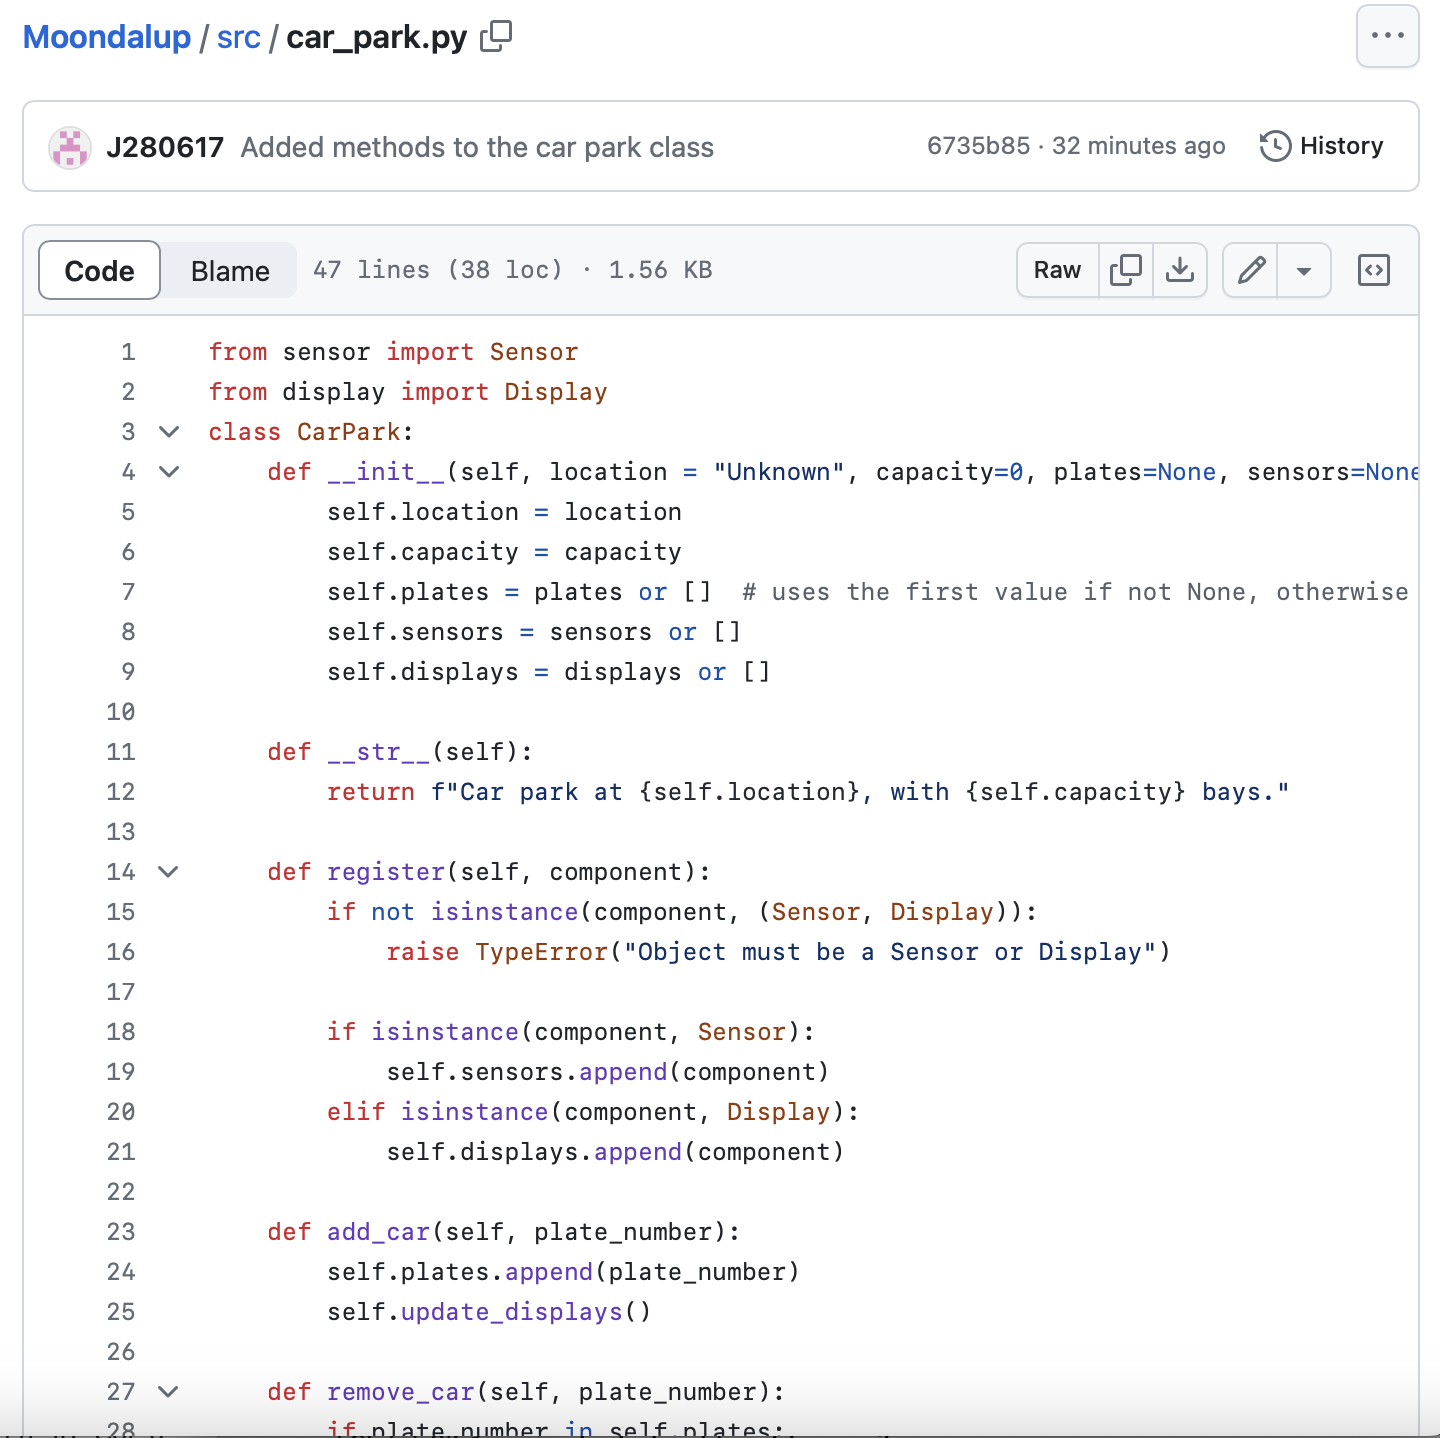 Moondalup / src / car_park.py
J280617 Added methods to the car park class 6735b85 · 32 minutes ago History
Code Blame 47 lines (38 loc) · 1.56 KB Raw
1 from sensor import Sensor
2 from display import Display
3 class CarPark:
4     def __init__(self, location = "Unknown", capacity=0, plates=None, sensors=None
5         self.location = location
6         self.capacity = capacity
7         self.plates = plates or []  # uses the first value if not None, otherwise
8         self.sensors = sensors or []
9         self.displays = displays or []
10
11     def __str__(self):
12         return f"Car park at {self.location}, with {self.capacity} bays."
13
14     def register(self, component):
15         if not isinstance(component, (Sensor, Display)):
16             raise TypeError("Object must be a Sensor or Display")
17
18         if isinstance(component, Sensor):
19             self.sensors.append(component)
20         elif isinstance(component, Display):
21             self.displays.append(component)
22
23     def add_car(self, plate_number):
24         self.plates.append(plate_number)
25         self.update_displays()
26
27     def remove_car(self, plate_number):
28         if plate_number in self.plates: